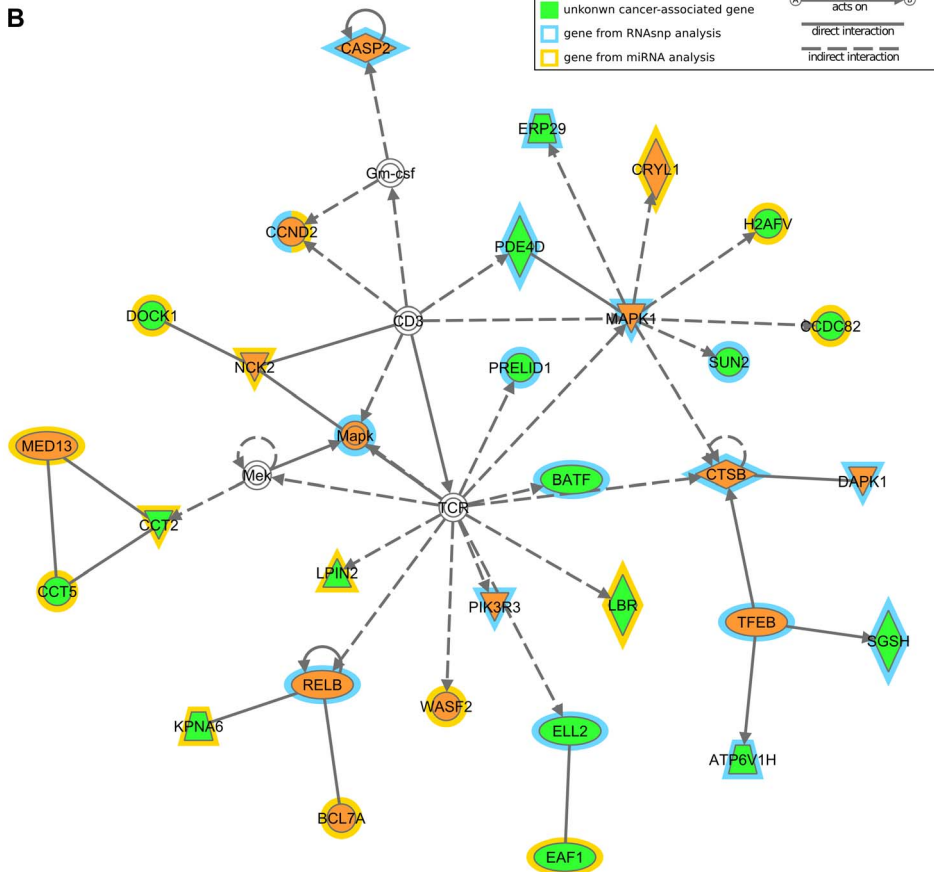 B
unkonwn cancer-associated gene
gene from RNAsnp analysis
gene from miRNA analysis
A
B
acts on
direct interaction
indirect interaction
CASP2
ERP29
CRYL1
Gm-csf
H2AFV
CCND2
PDE4D
DOCK1
CD3
MAPK1
CCDC82
NCK2
PRELID1
SUN2
MED13
Mapk
Mek
BATF
CTSB
DAPK1
TCR
CCT2
CCT5
LPIN2
PIK3R3
LBR
TFEB
SGSH
RELB
KPNA6
WASF2
ELL2
ATP6V1H
BCL7A
EAF1